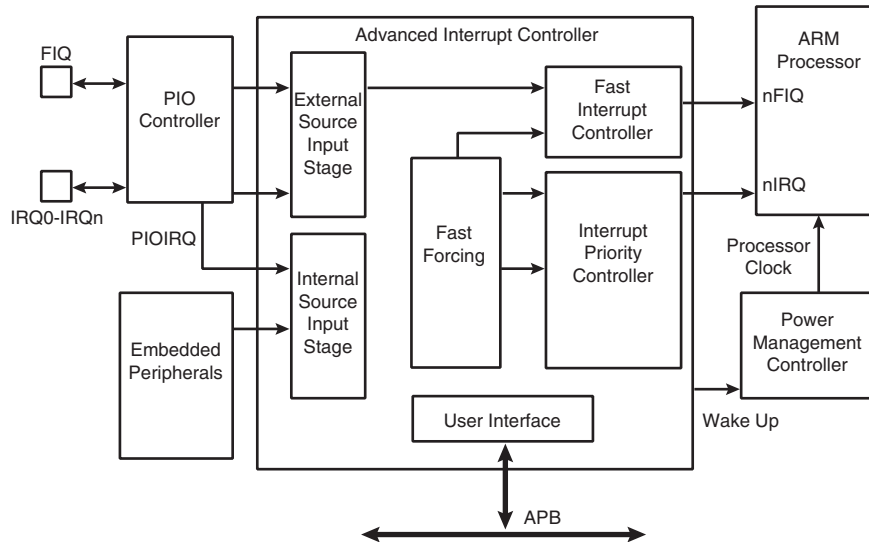 Advanced Interrupt Controller
FIQ
PIO
Controller
IRQ0-IRQn
PIOIRQ
Embedded
Peripherals
External
Source
Input
Stage
Internal
Source
Input
Stage
Fast
Forcing
Fast
Interrupt
Controller
Interrupt
Priority
Controller
User Interface
APB
ARM
Processor
nFIQ
nIRQ
Processor
Clock
Power
Management
Controller
Wake Up